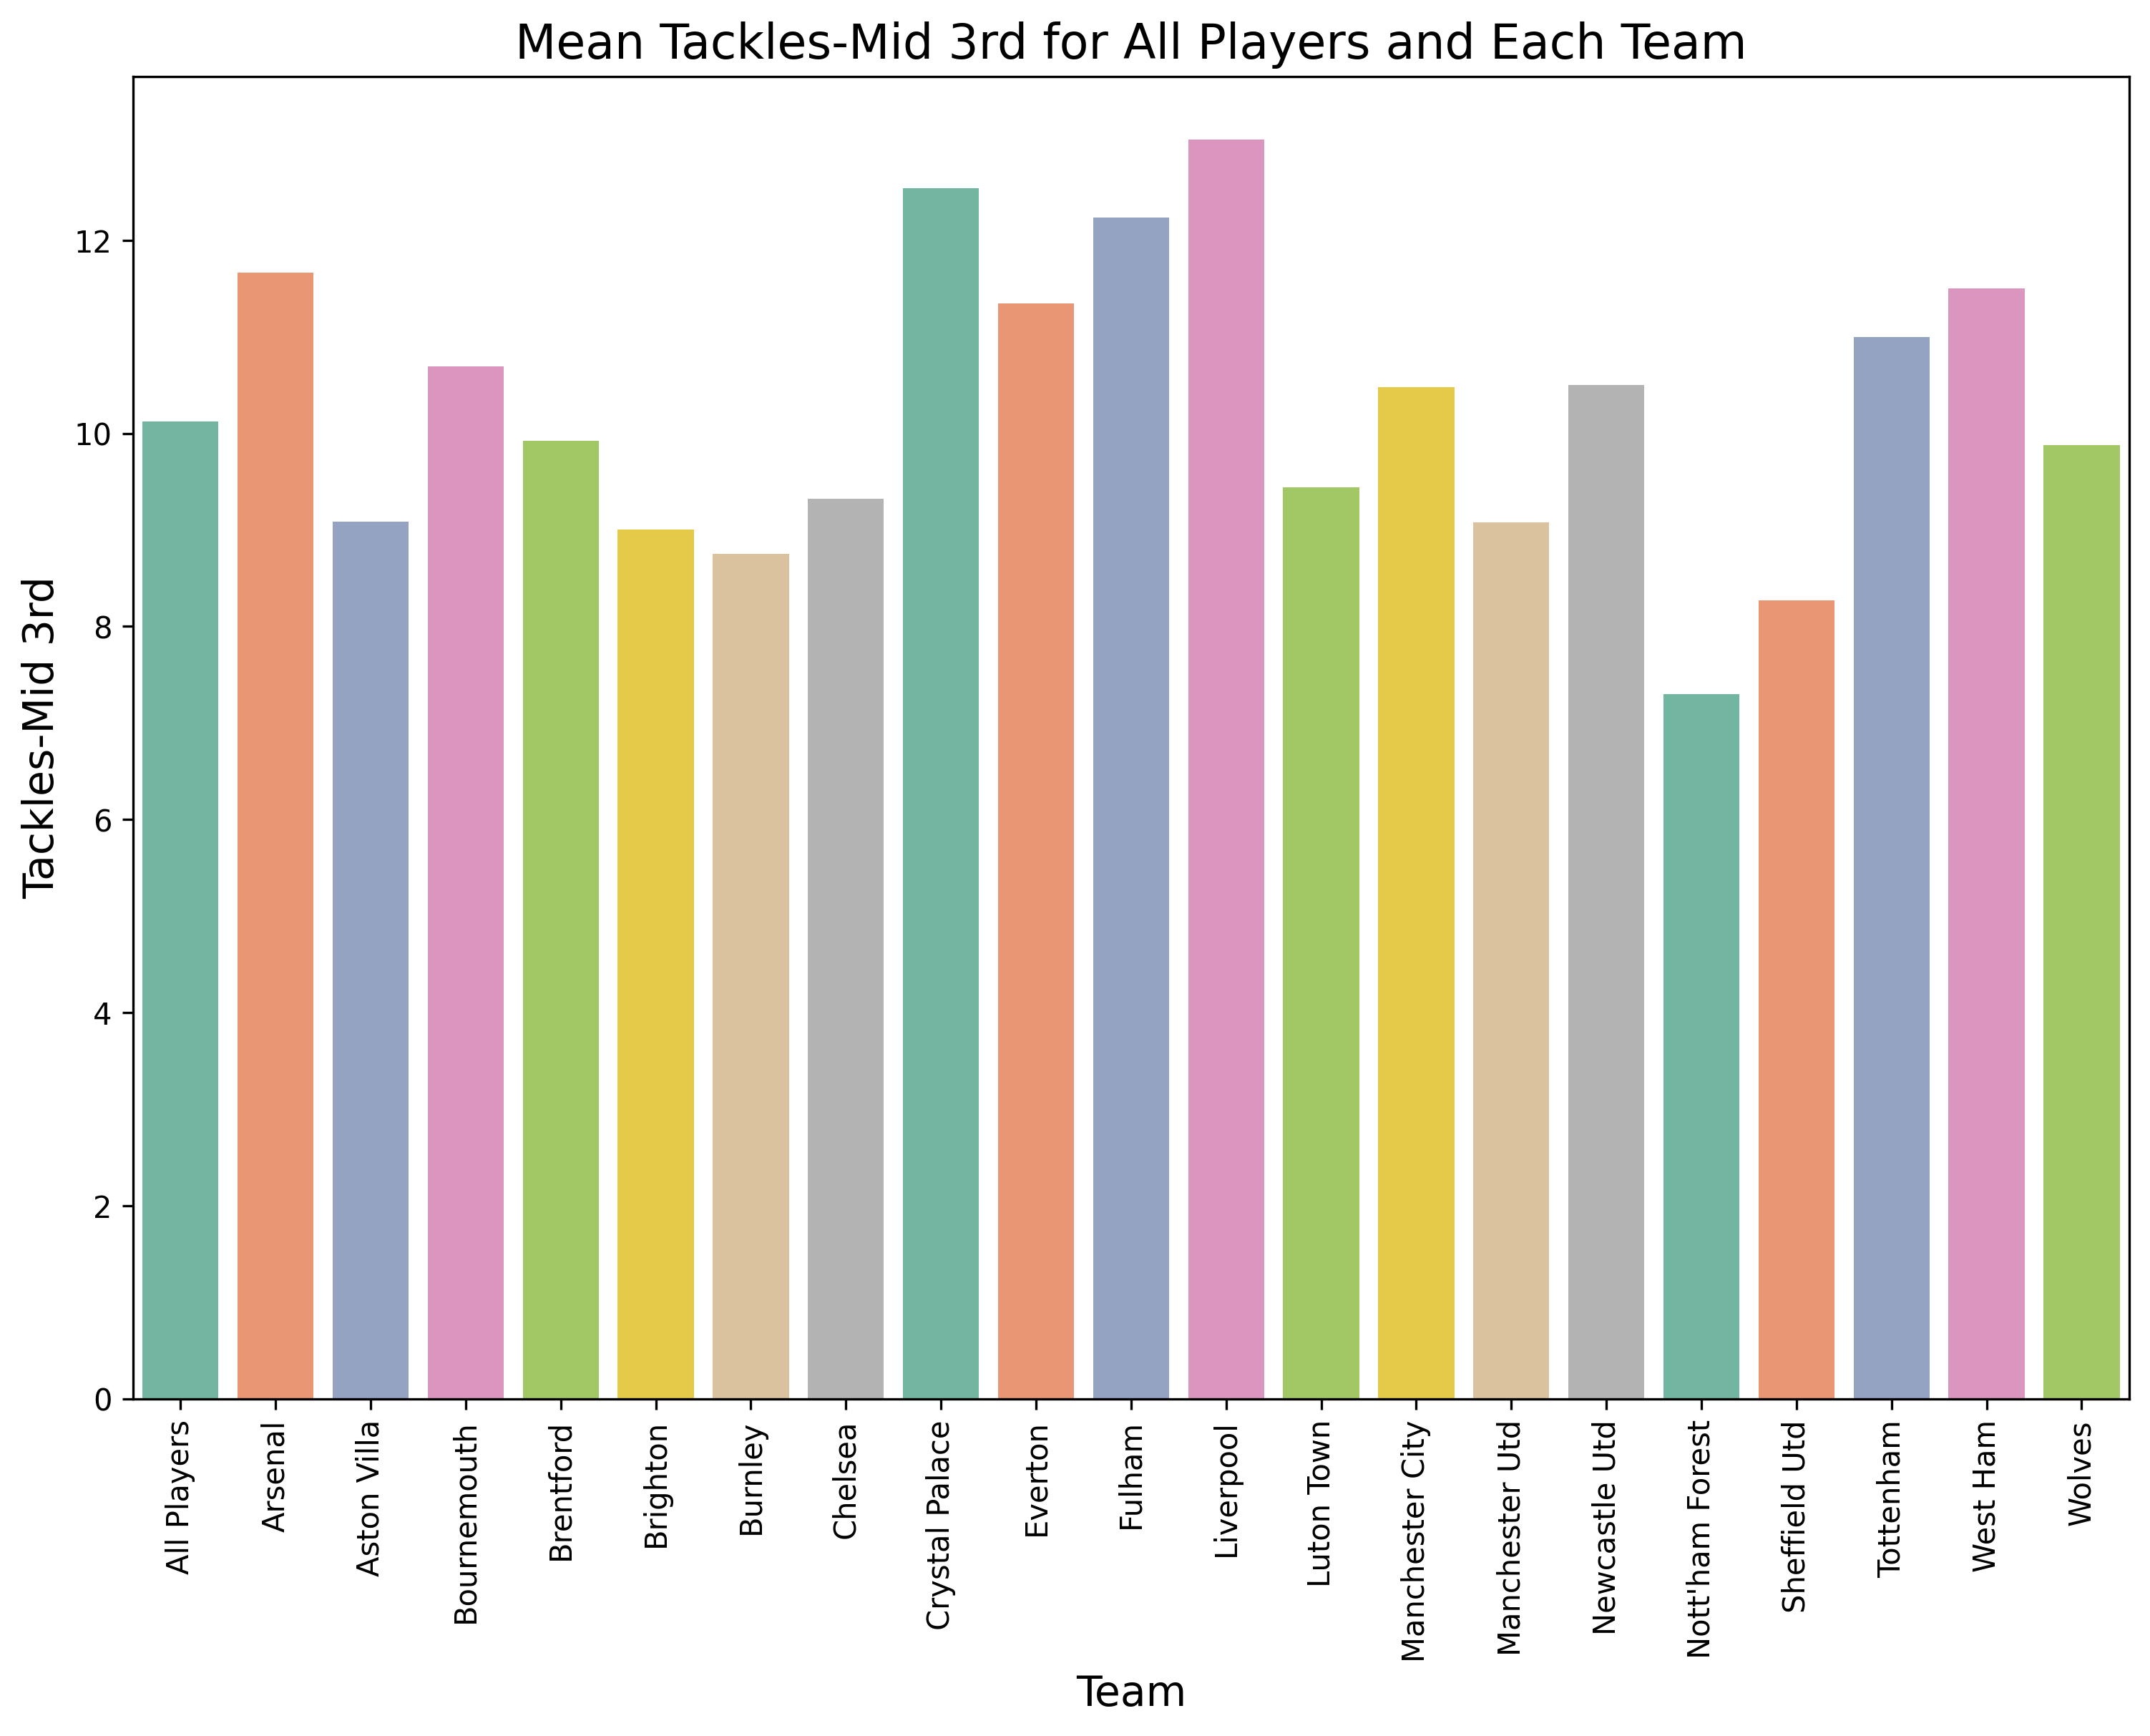 Mean Tackles-Mid 3rd for All Players and Each Team
Tackles-Mid 3rd
12
10
8
6
4
2
0
All Players
Arsenal
Aston Villa
Bournemouth
Brentford
Brighton
Burnley
Chelsea
Crystal Palace
Everton
Fulham
Liverpool
Luton Town
Manchester City
Manchester Utd
Newcastle Utd
Nott'ham Forest
Sheffield Utd
Tottenham
West Ham
Wolves
Team